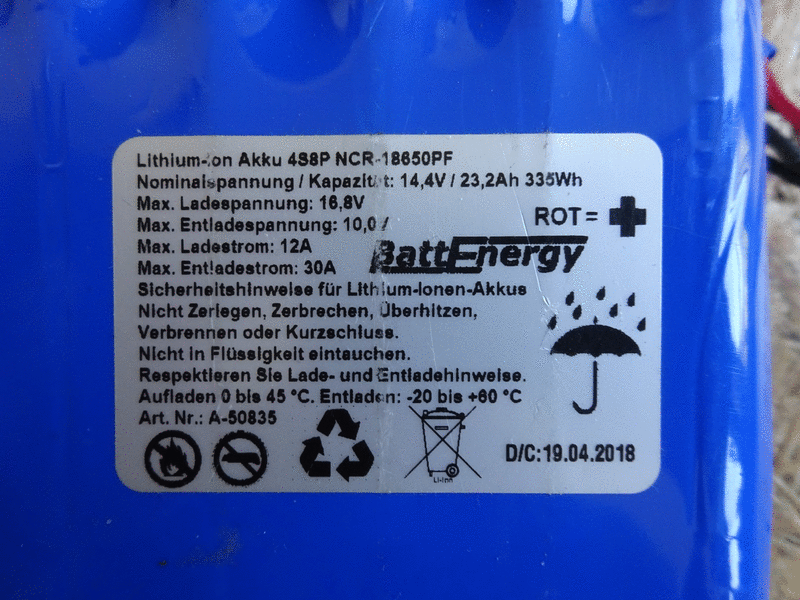 Lithium-Ion Akku 4S8P NCR-18650PF
Nominalspannung / Kapazität: 14,4V / 23,2Ah 335Wh
Max. Ladespannung: 16,8V
Max. Entladespannung: 10,0V
ROT = +
Max. Ladestrom: 12A
Max. Entladestrom: 30A
BattEnergy
Sicherheitshinweise für Lithium-Ionen-Akkus
Nicht Zerlegen, Zerbrechen, Überhitzen,
Verbrennen oder Kurzschluss.
Nicht in Flüssigkeit eintauchen.
Respektieren Sie Lade- und Entladehinweise.
Aufladen 0 bis 45 °C. Entladen: -20 bis +60 °C
Art. Nr.: A-50835
Li-Ion
D/C:19.04.2018